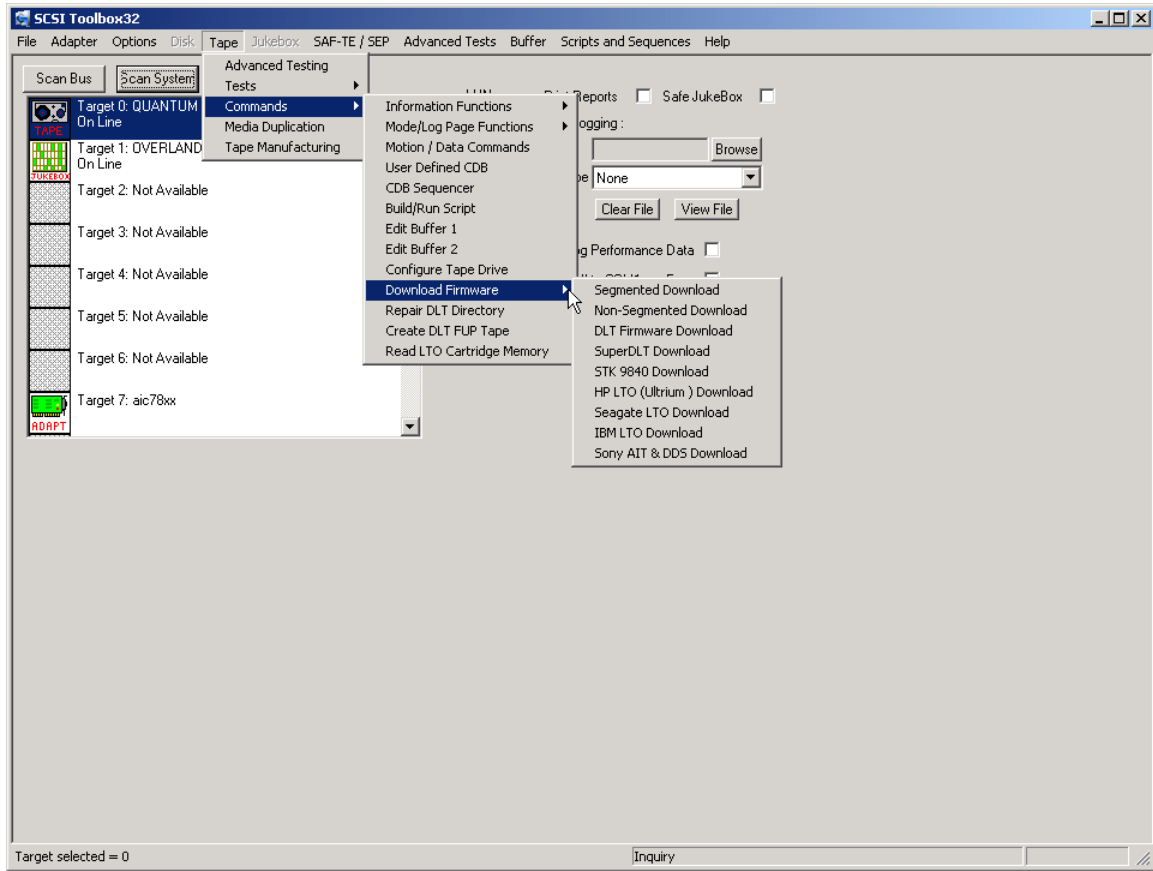 SCSI Toolbox32
File Adapter Options Disk Tape Jukebox SAF-TE / SEP Advanced Tests Buffer Scripts and Sequences Help
Scan Bus Scan System
Target 0: QUANTUM
On Line
TAPE
Target 1: OVERLAND
On Line
JUKEBOX
Target 2: Not Available
Target 3: Not Available
Target 4: Not Available
Target 5: Not Available
Target 6: Not Available
Target 7: aic78xx
ADAPT
Advanced Testing
Tests
Commands
Media Duplication
Tape Manufacturing
Information Functions
Mode/Log Page Functions
Motion / Data Commands
User Defined CDB
CDB Sequencer
Build/Run Script
Edit Buffer 1
Edit Buffer 2
Configure Tape Drive
Download Firmware
Repair DLT Directory
Create DLT FUP Tape
Read LTO Cartridge Memory
Segmented Download
Non-Segmented Download
DLT Firmware Download
SuperDLT Download
STK 9840 Download
HP LTO (Ultrium ) Download
Seagate LTO Download
IBM LTO Download
Sony AIT & DDS Download
Reports Safe JukeBox
ogging :
Browse
pe None
Clear File View File
g Performance Data
Target selected = 0
Inquiry